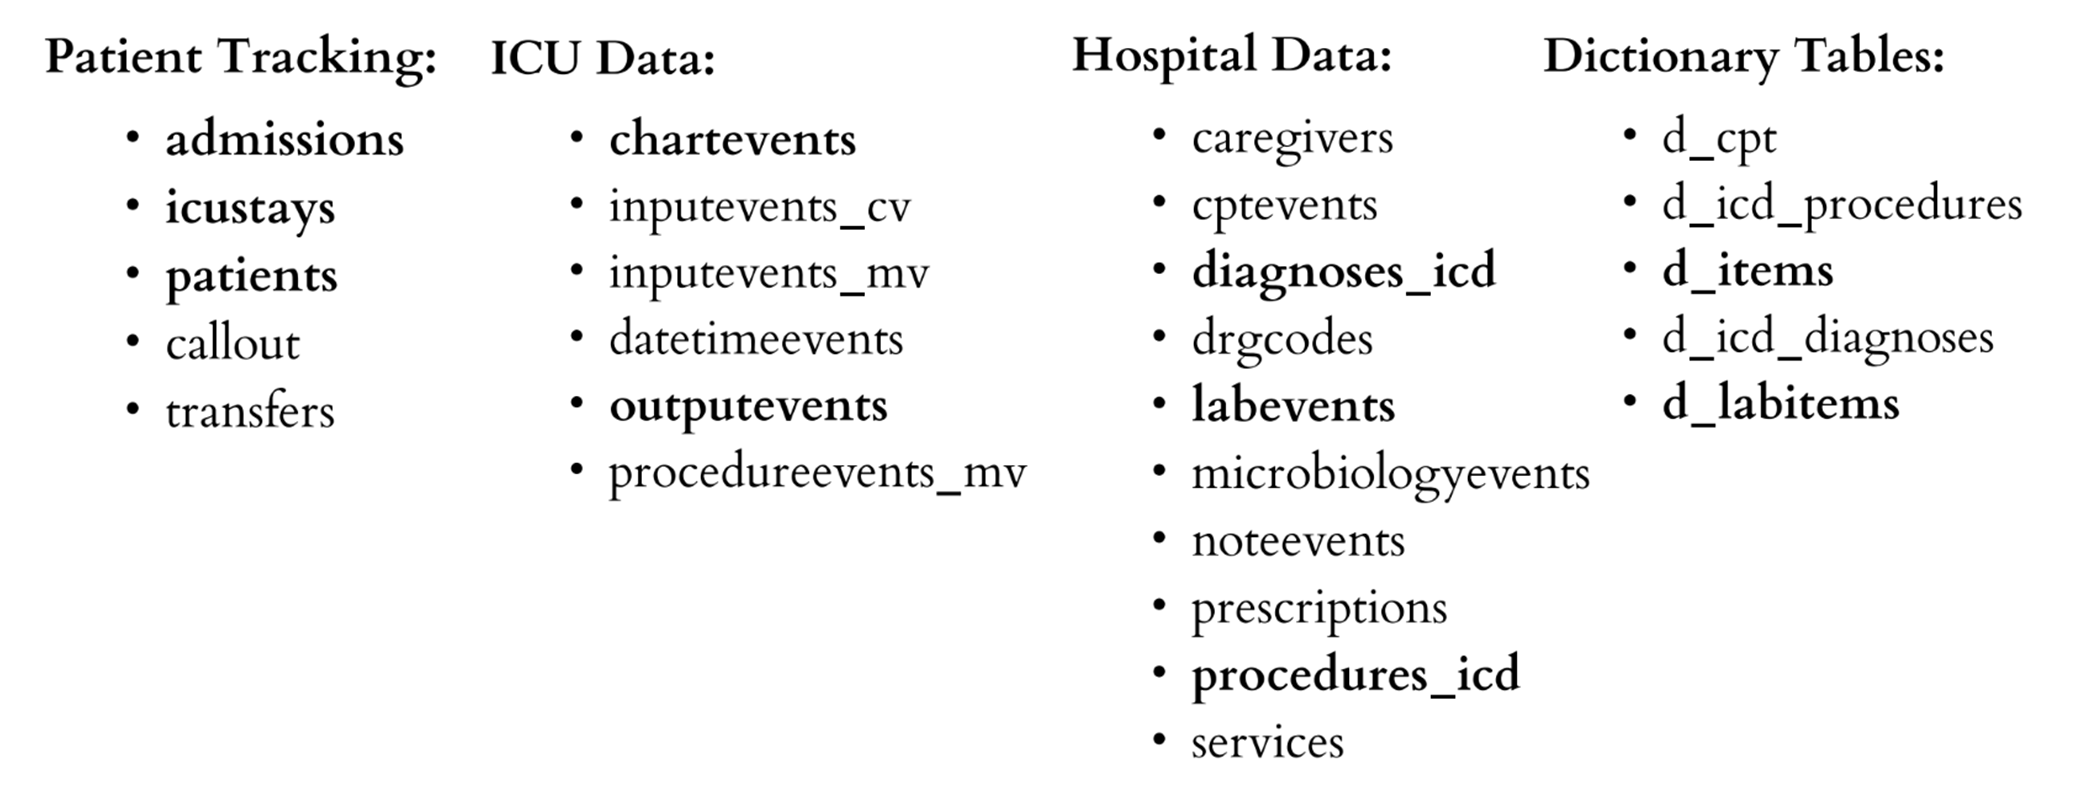 Patient Tracking:
• admissions
• icustays
• patients
• callout
• transfers
ICU Data:
• chartevents
• inputevents_cv
• inputevents_mv
• datetimeevents
• outputevents
• procedureevents_mv
Hospital Data:
• caregivers
• cptevents
• diagnoses_icd
• drgcodes
• labevents
• microbiologyevents
• noteevents
• prescriptions
• procedures_icd
• services
Dictionary Tables:
• d_cpt
• d_icd_procedures
• d_items
• d_icd_diagnoses
• d_labitems